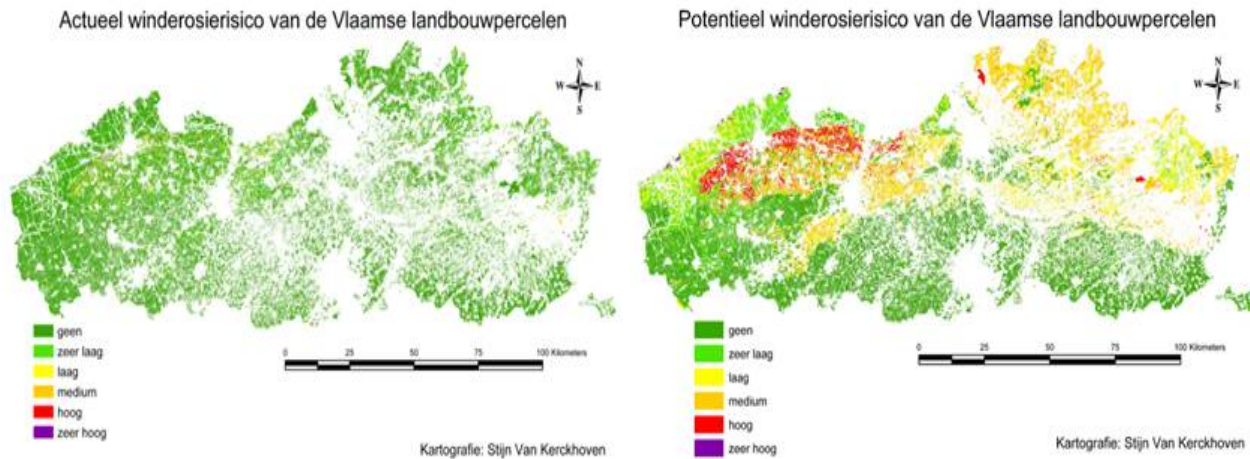 Actueel winderosierisico van de Vlaamse landbouwpercelen
N
W E
S
geen
zeer laag
laag
medium
hoog
zeer hoog
0 25 50 75 100 Kilometers
Kartografie: Stijn Van Kerckhoven
Potentieel winderosierisico van de Vlaamse landbouwpercelen
N
W E
S
geen
zeer laag
laag
medium
hoog
zeer hoog
0 25 50 75 100 Kilometers
Kartografie: Stijn Van Kerckhoven